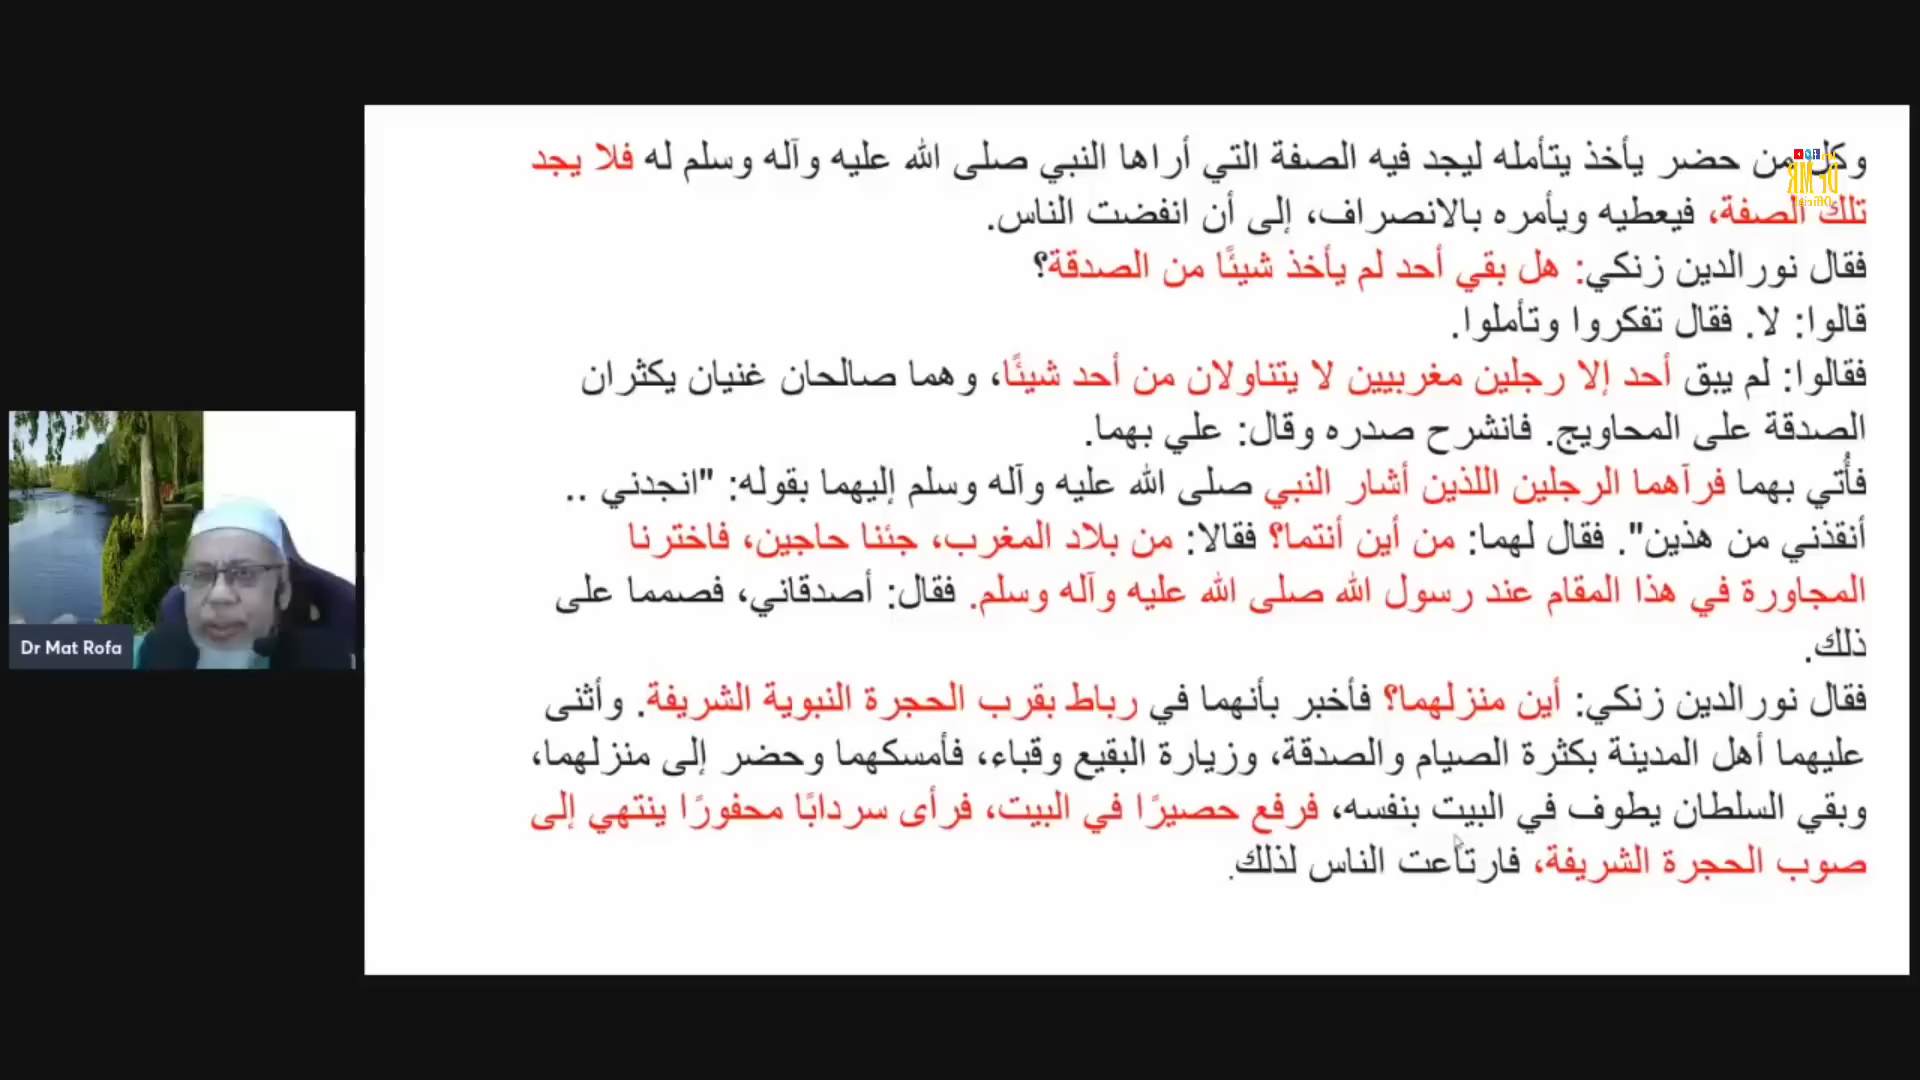 وكل من حضر يأخذ يتأمله ليجد فيه الصفة التي أراها النبي صلى الله عليه وآله وسلم له فلا يجد
تلك الصفة، فيعطيه ويأمره بالانصراف، إلى أن انفضت الناس.
فقال نورالدين زنكي: هل بقي أحد لم يأخذ شيئًا من الصدقة؟
قالوا: لا. فقال تفكروا وتأملوا.
فقالوا: لم يبق أحد إلا رجلين مغربيين لا يتناولان من أحد شيئًا، وهما صالحان غنيان يكثران
الصدقة على المحاويج. فانشرح صدره وقال: علي بهما.
فأُتي بهما فرآهما الرجلين اللذين أشار النبي صلى الله عليه وآله وسلم إليهما بقوله: "انجدني ..
أنقذني من هذين". فقال لهما: من أين أنتما؟ فقالا: من بلاد المغرب، جئنا حاجين، فاخترنا
المجاورة في هذا المقام عند رسول الله صلى الله عليه وآله وسلم. فقال: أصدقاني، فصمما على
ذلك.
فقال نورالدين زنكي: أين منزلهما؟ فأخبر بأنهما في رباط بقرب الحجرة النبوية الشريفة. وأثنى
عليهما أهل المدينة بكثرة الصيام والصدقة، وزيارة البقيع وقباء، فأمسكهما وحضر إلى منزلهما،
وبقي السلطان يطوف في البيت بنفسه، فرفع حصيرًا في البيت، فرأى سردابًا محفورًا ينتهي إلى
صوب الحجرة الشريفة، فارتاعت الناس لذلك.
Dr Mat Rofa